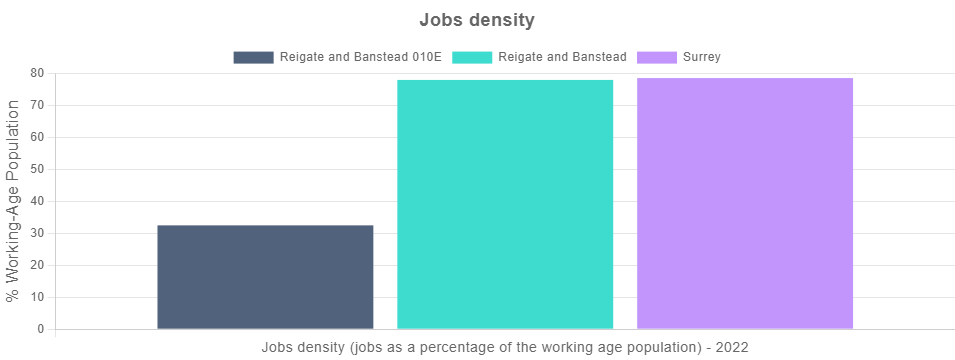 Jobs density
Reigate and Banstead 010E Reigate and Banstead Surrey
% Working-Age Population
80
70
60
50
40
30
20
10
0
Jobs density (jobs as a percentage of the working age population) - 2022